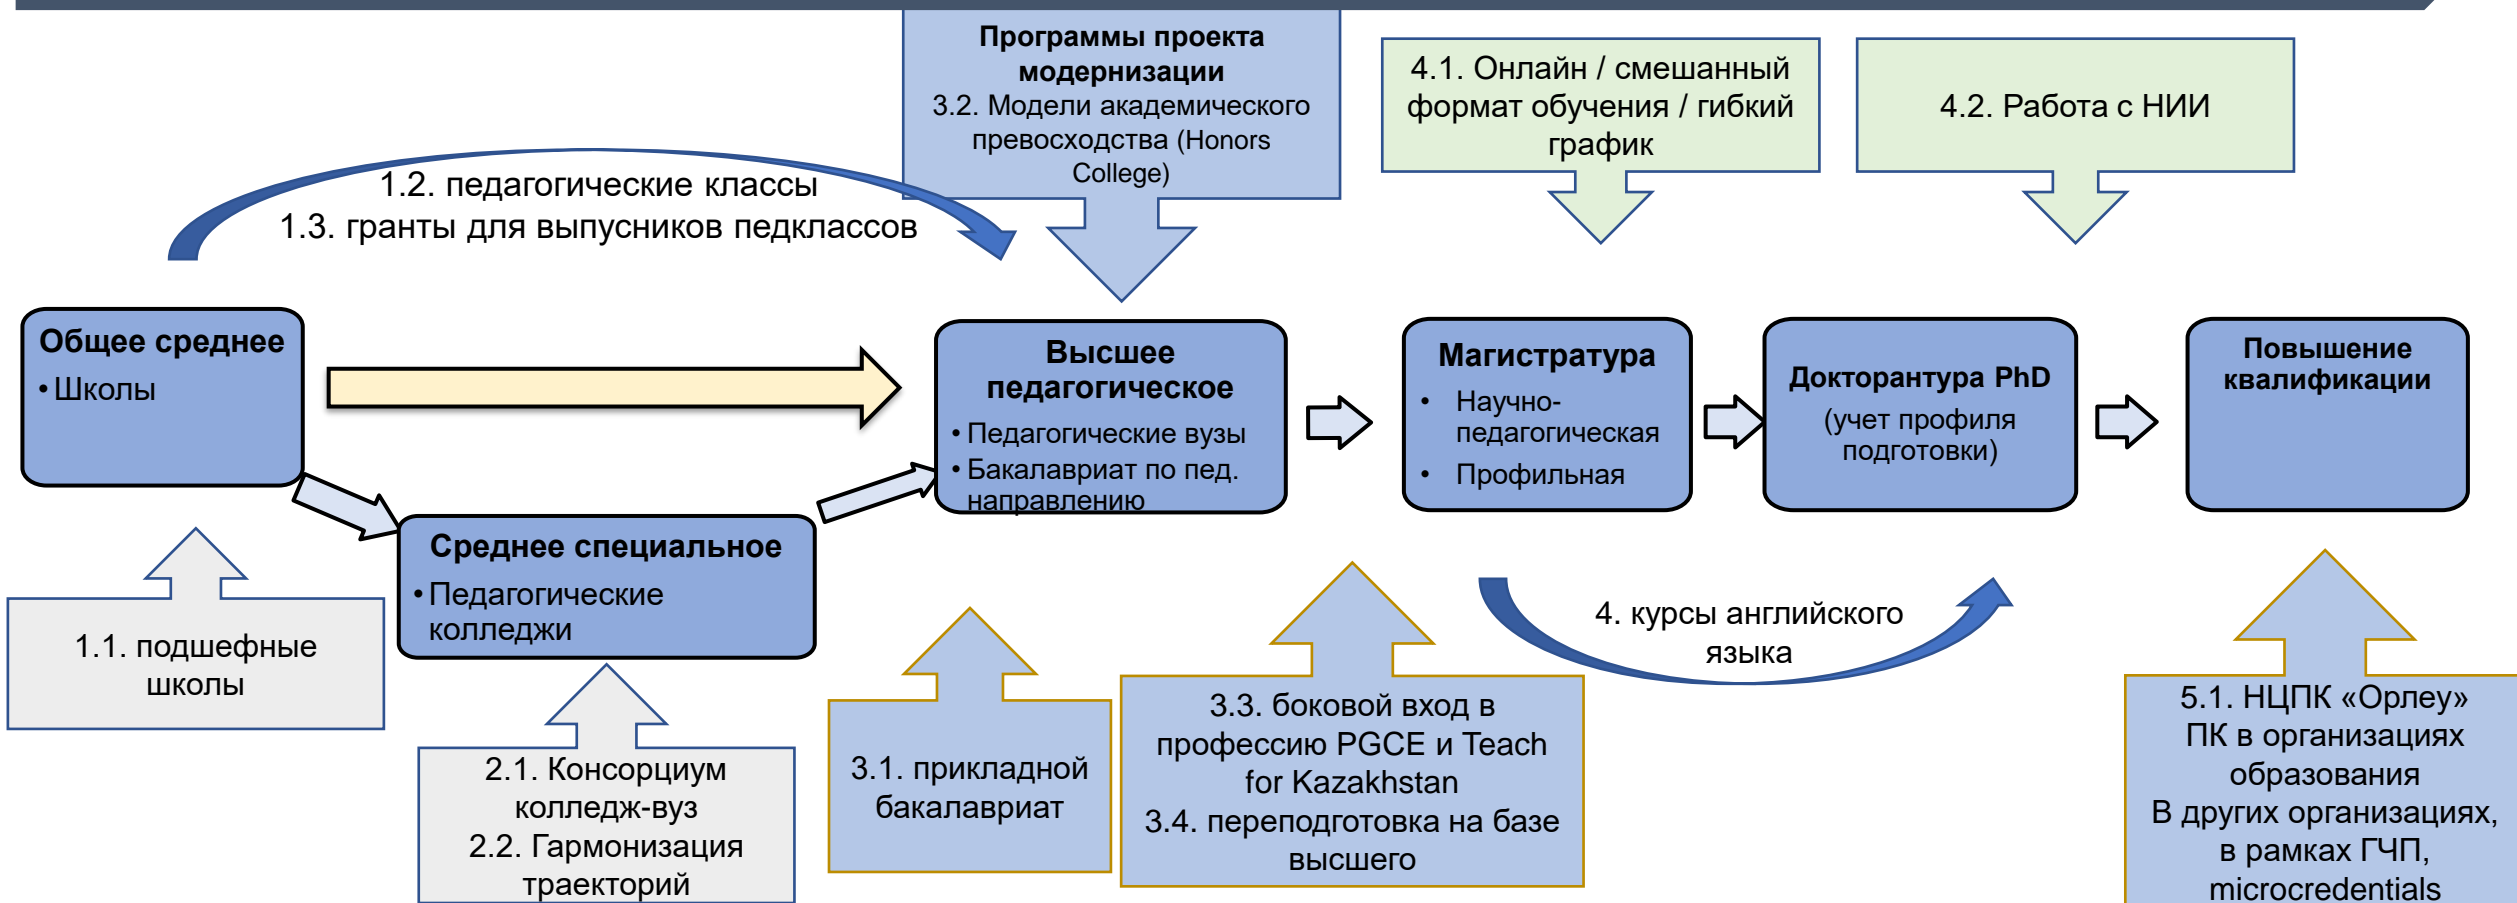 Программы проекта
модернизации
3.2. Модели академического
превосходства (Honors
College)
4.1. Онлайн / смешанный
формат обучения / гибкий
график
4.2. Работа с НИИ
1.2. педагогические классы
1.3. гранты для выпусников педклассов
Общее среднее
• Школы
Высшее
педагогическое
• Педагогические вузы
• Бакалавриат по пед.
направлению
Магистратура
• Научно-
педагогическая
• Профильная
Докторантура PhD
(учет профиля
подготовки)
Повышение
квалификации
Среднее специальное
• Педагогические
колледжи
1.1. подшефные
школы
2.1. Консорциум
колледж-вуз
2.2. Гармонизация
траекторий
3.1. прикладной
бакалавриат
3.3. боковой вход в
профессию PGCE и Teach
for Kazakhstan
3.4. переподготовка на базе
высшего
4. курсы английского
языка
5.1. НЦПК «Орлеу»
ПК в организациях
образования
В других организациях,
в рамках ГЧП,
microcredentials